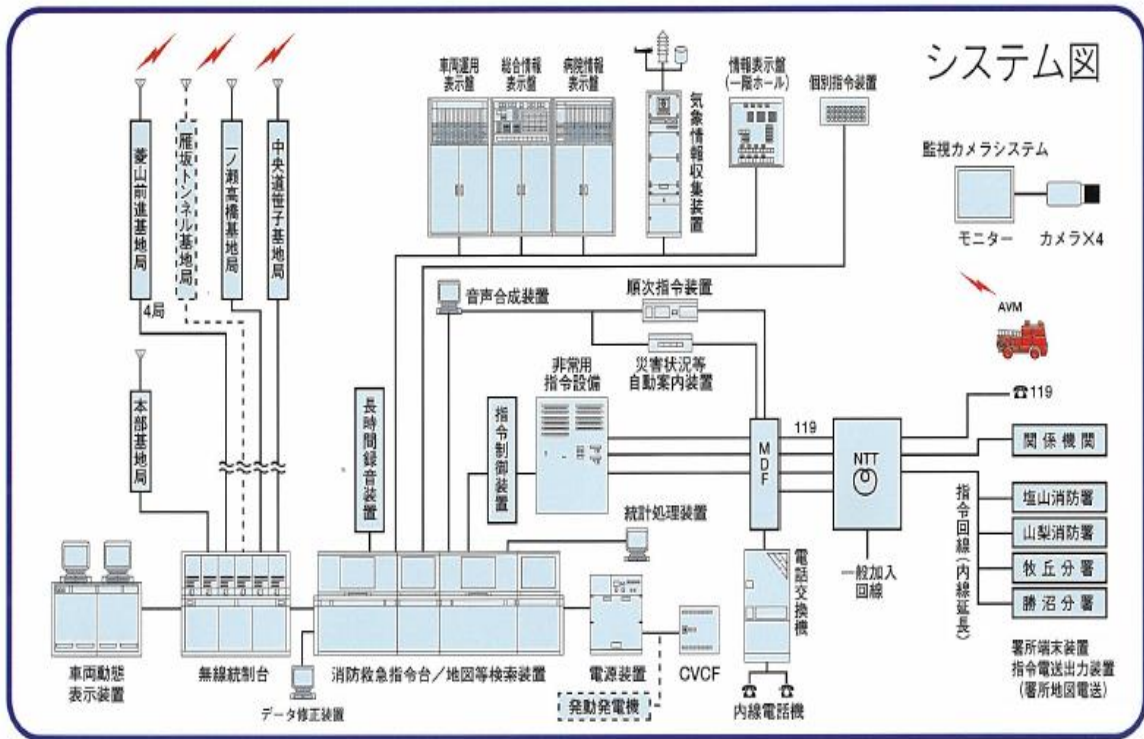 システム図
車両運用
表示盤
総合情報
表示盤
病院情報
表示盤
気象情報収集装置
情報表示盤
(一階ホール)
個別指令装置
監視カメラシステム
モニター
カメラ×4
菱山前進基地局
雁坂トンネル基地局
一ノ瀬高橋基地局
中央道笹子基地局
4局
本部基地局
音声合成装置
順次指令装置
災害状況等
自動案内装置
AVM
長時間録音装置
指令制御装置
非常用
指令設備
MDF
119
NTT
☎119
関係機関
指令回線(内線延長)
塩山消防署
山梨消防署
牧丘分署
勝沼分署
統計処理装置
一般加入
回線
電話交換機
車両動態
表示装置
無線統制台
消防救急指令台/地図等検索装置
電源装置
CVCF
データ修正装置
発動発電機
内線電話機
署所端末装置
指令電送出力装置
(署所地図電送)